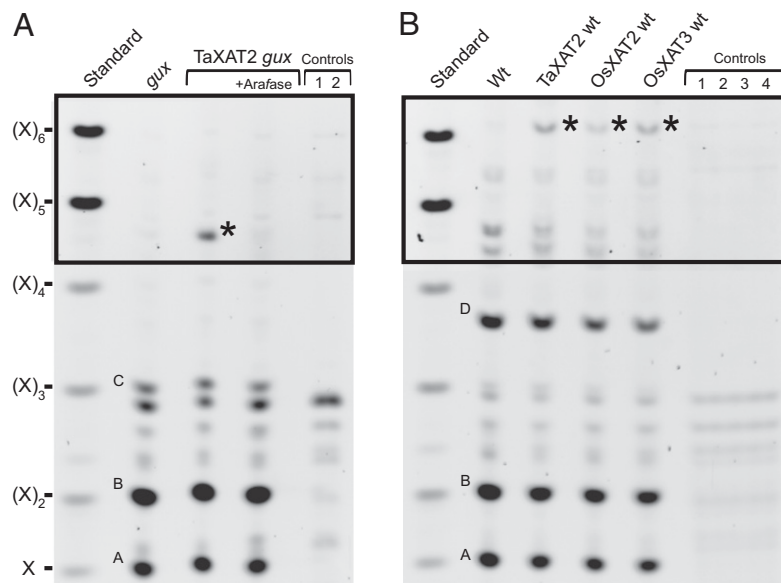 A
Standard
gux
TaXAT2 gux
+Arafase
Controls
1 2
(X)6
(X)5
(X)4
(X)3
(X)2
X
*
C
B
A
B
Standard
Wt
TaXAT2 wt
OsXAT2 wt
OsXAT3 wt
Controls
1 2 3 4
* * *
D
B
A